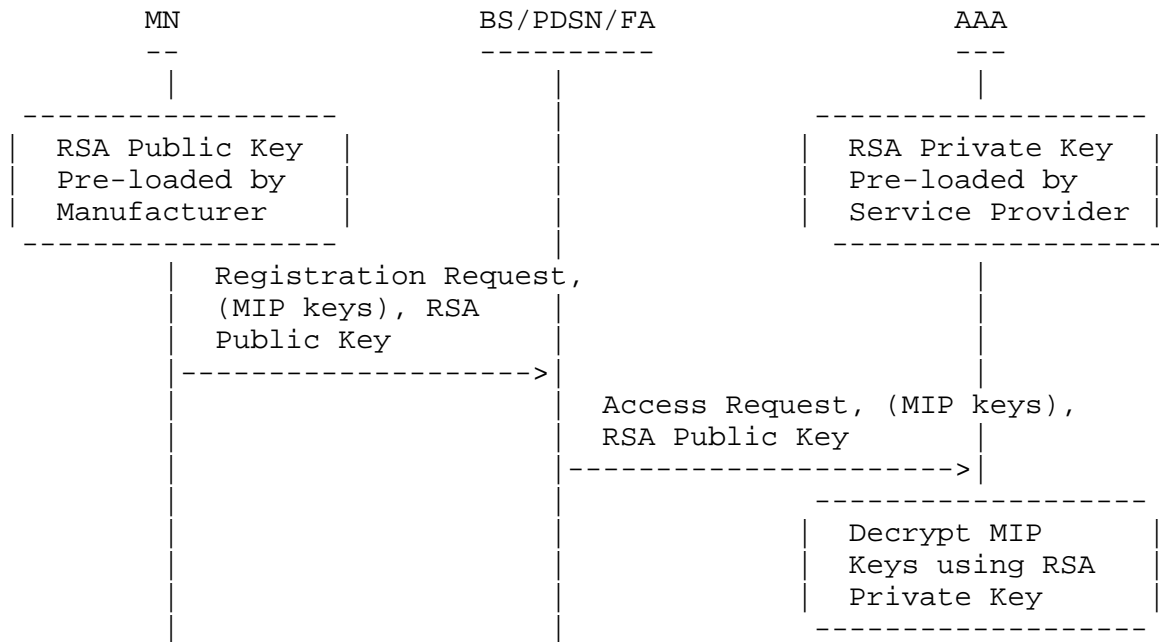 MN BS/PDSN/FA AAA
-- ---------- ---
RSA Public Key RSA Private Key
Pre-loaded by Pre-loaded by
Manufacturer Service Provider
Registration Request,
(MIP keys), RSA
Public Key
Access Request, (MIP keys),
RSA Public Key
Decrypt MIP
Keys using RSA
Private Key